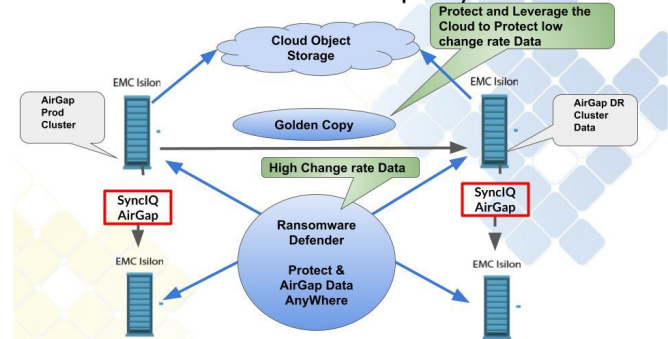 Protect and Leverage the
Cloud to Protect low
change rate Data
Cloud Object
Storage
EMC Isilon
EMC Isilon
AirGap
Prod
Cluster
Golden Copy
AirGap DR
Cluster
Data
High Change rate Data
SyncIQ
AirGap
SyncIQ
AirGap
Ransomware
Defender
Protect &
AirGap Data
AnyWhere
EMC Isilon
EMC Isilon